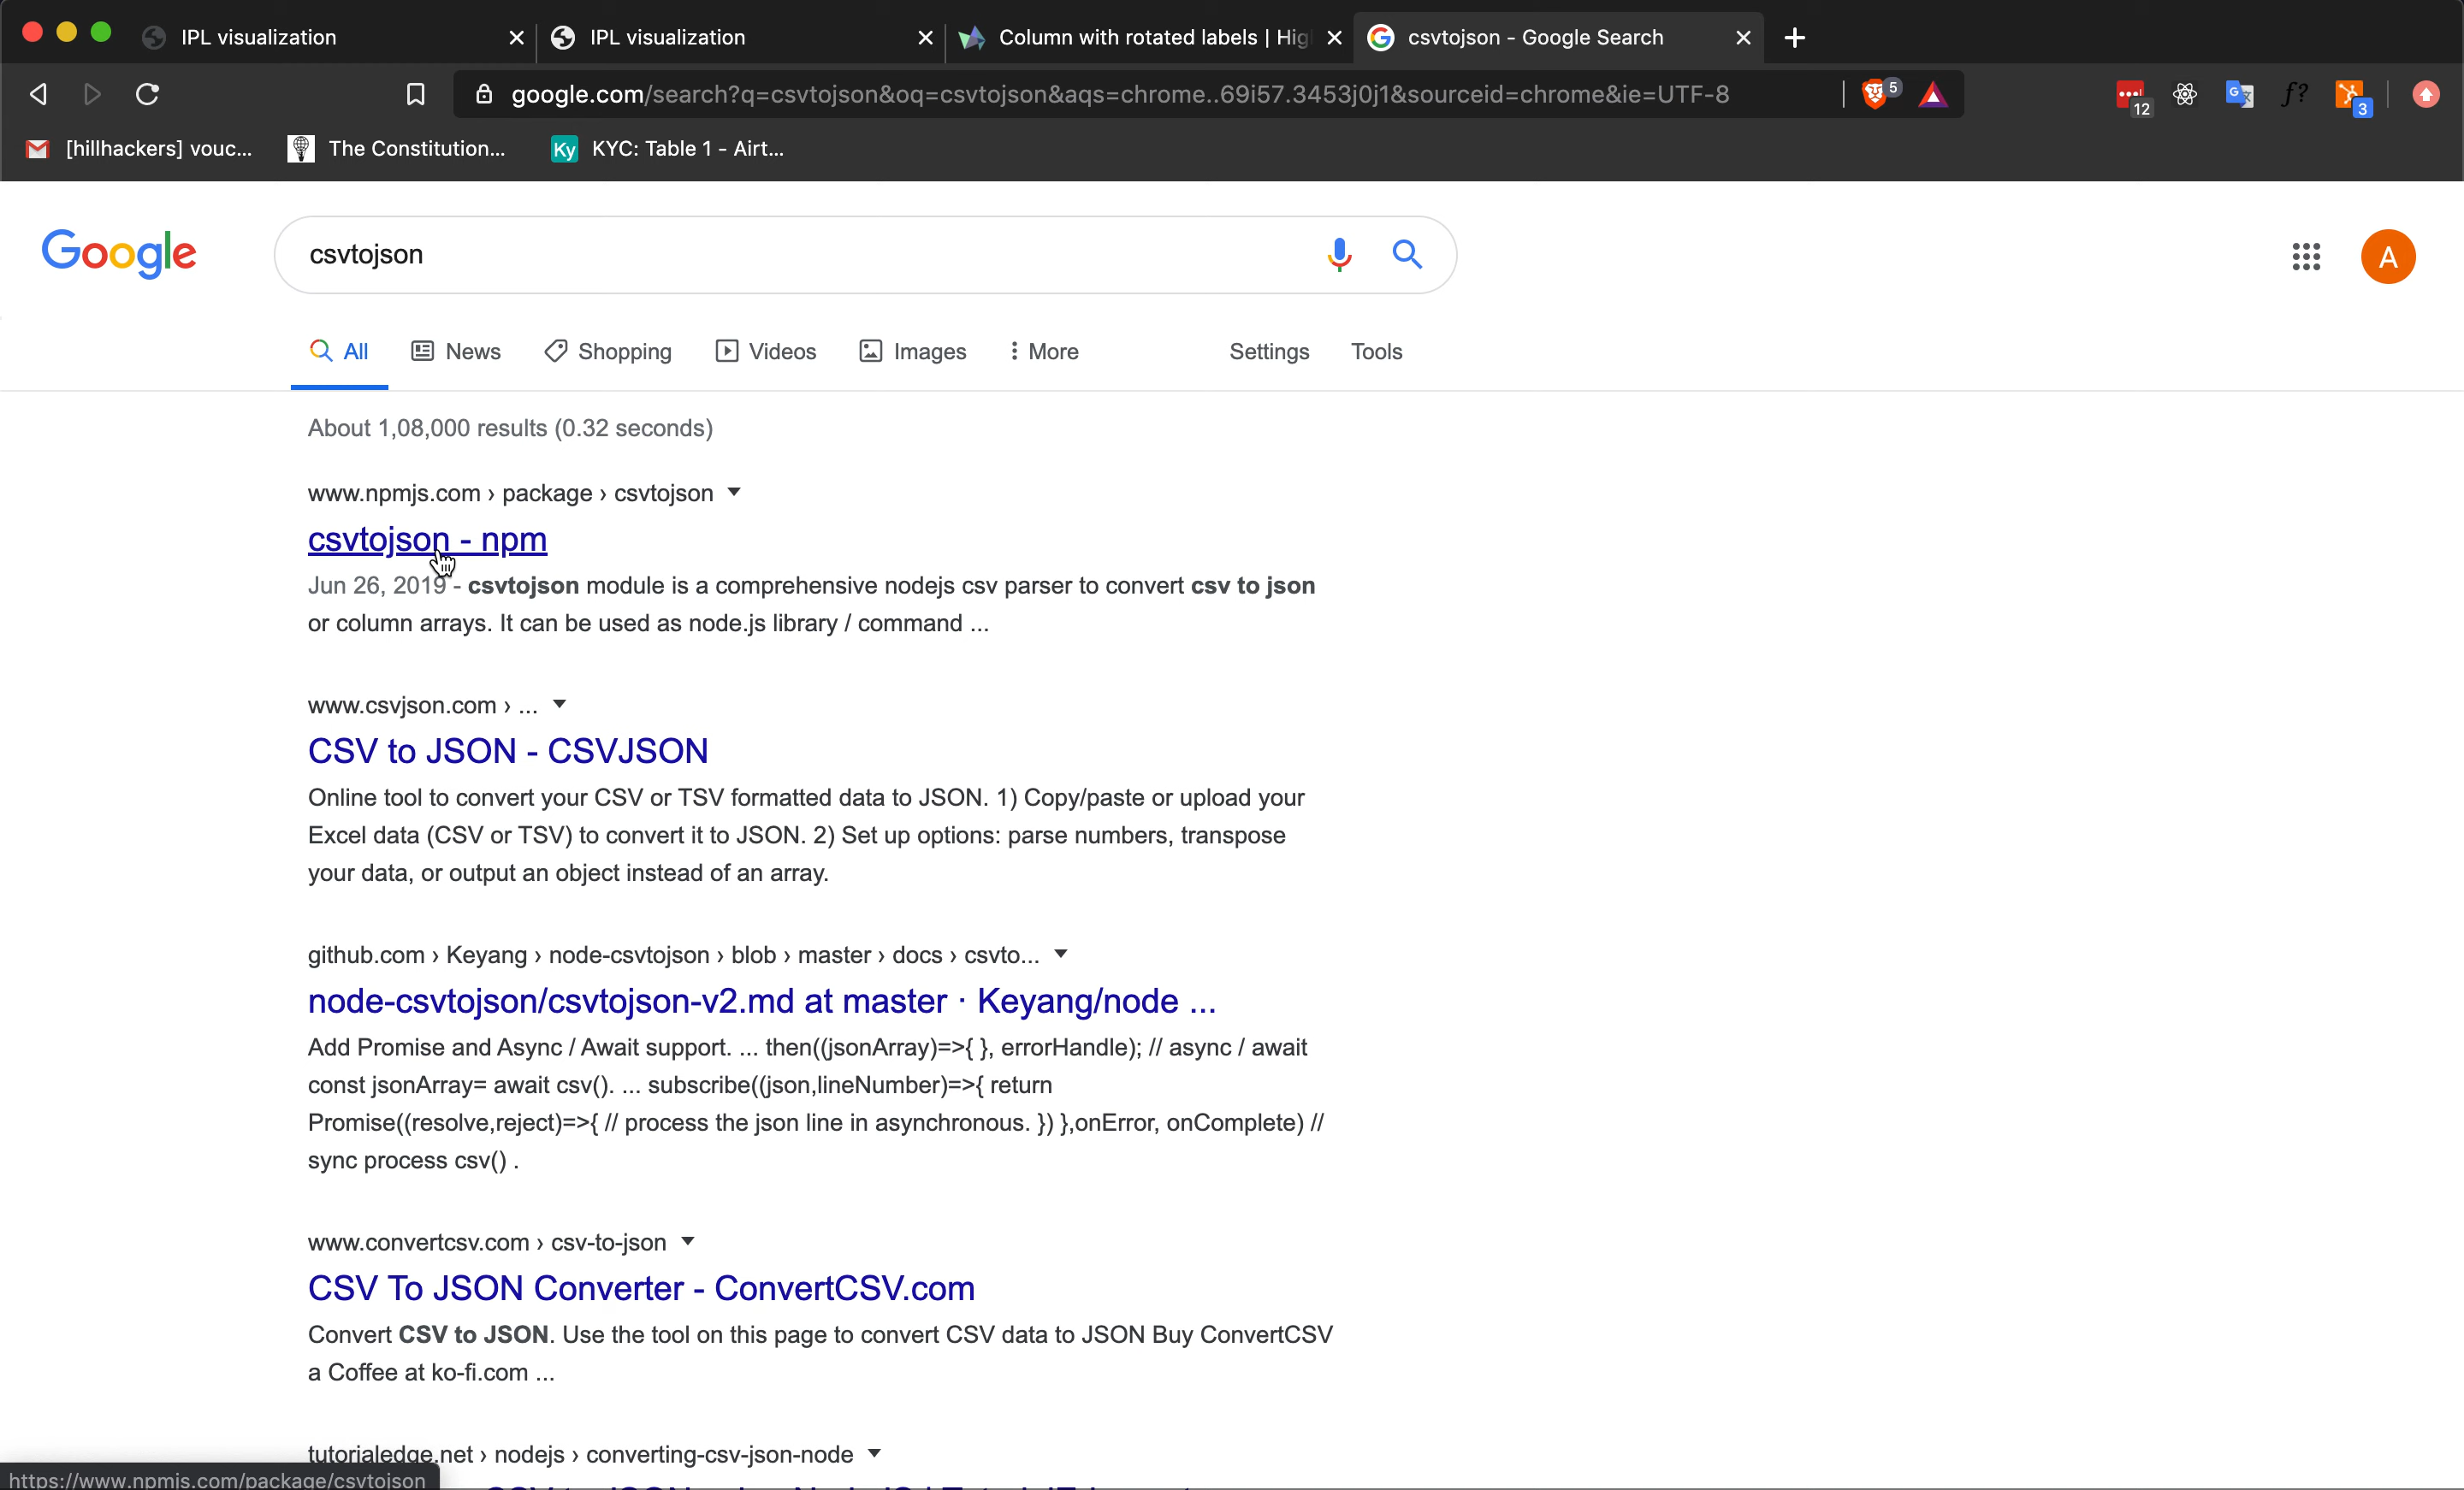 IPL visualization
IPL visualization
Column with rotated labels | Hig
csvtojson - Google Search
google.com/search?q=csvtojson&oq=csvtojson&aqs=chrome..69i57.3453j0j1&sourceid=chrome&ie=UTF-8
5
12
f?
3
[hillhackers] vouc...
The Constitution...
Ky KYC: Table 1 - Airt...
Google
csvtojson
A
All
News
Shopping
Videos
Images
More
Settings
Tools
About 1,08,000 results (0.32 seconds)
www.npmjs.com › package › csvtojson
csvtojson - npm
Jun 26, 2019 - csvtojson module is a comprehensive nodejs csv parser to convert csv to json
or column arrays. It can be used as node.js library / command ...
www.csvjson.com › ...
CSV to JSON - CSVJSON
Online tool to convert your CSV or TSV formatted data to JSON. 1) Copy/paste or upload your
Excel data (CSV or TSV) to convert it to JSON. 2) Set up options: parse numbers, transpose
your data, or output an object instead of an array.
github.com › Keyang › node-csvtojson › blob › master › docs › csvto...
node-csvtojson/csvtojson-v2.md at master · Keyang/node ...
Add Promise and Async / Await support. ... then((jsonArray)=>{ }, errorHandle); // async / await
const jsonArray= await csv(). ... subscribe((json,lineNumber)=>{ return
Promise((resolve,reject)=>{ // process the json line in asynchronous. }) },onError, onComplete) //
sync process csv() .
www.convertcsv.com › csv-to-json
CSV To JSON Converter - ConvertCSV.com
Convert CSV to JSON. Use the tool on this page to convert CSV data to JSON Buy ConvertCSV
a Coffee at ko-fi.com ...
tutorialedge.net › nodejs › converting-csv-json-node
https://www.npmjs.com/package/csvtojson